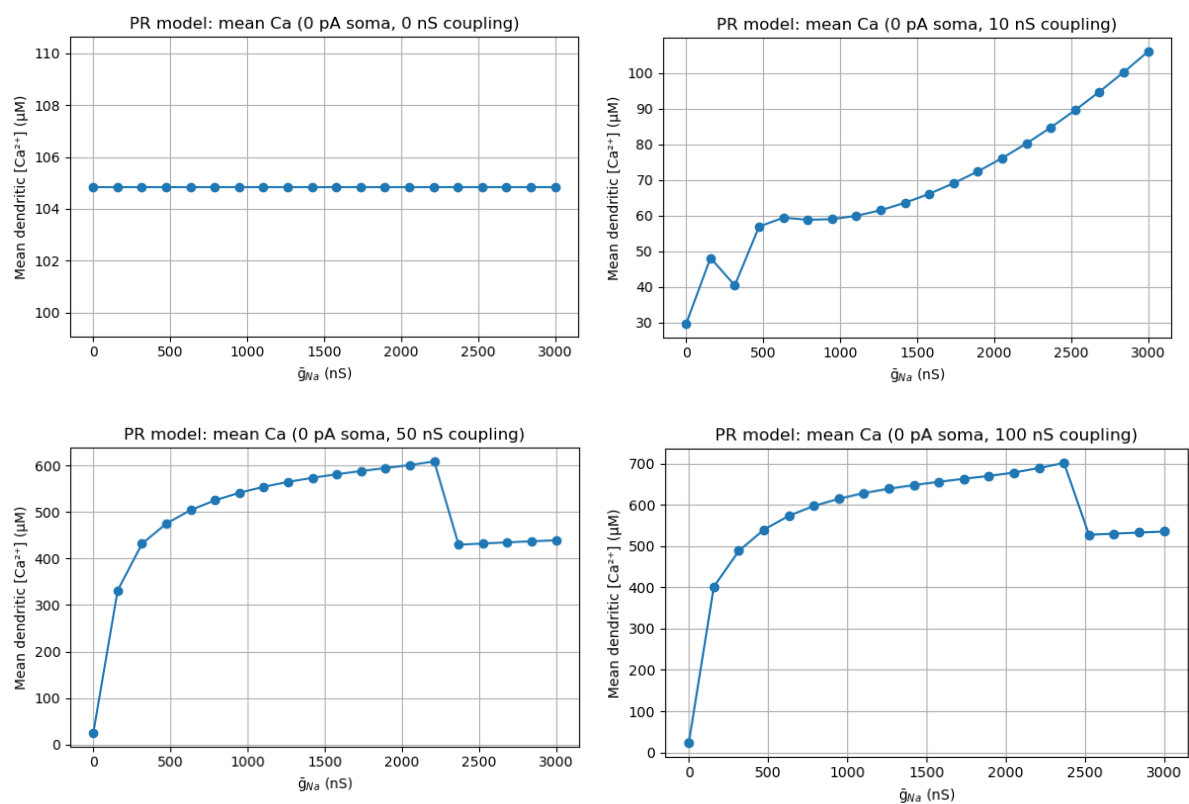 PR model: mean Ca (0 pA soma, 0 nS coupling)
110
108
106
104
102
100
Mean dendritic [Ca²⁺] (μM)
0 500 1000 1500 2000 2500 3000
ḡNa (nS)
PR model: mean Ca (0 pA soma, 10 nS coupling)
100
90
80
70
60
50
40
30
Mean dendritic [Ca²⁺] (μM)
0 500 1000 1500 2000 2500 3000
ḡNa (nS)
PR model: mean Ca (0 pA soma, 50 nS coupling)
600
500
400
300
200
100
0
Mean dendritic [Ca²⁺] (μM)
0 500 1000 1500 2000 2500 3000
ḡNa (nS)
PR model: mean Ca (0 pA soma, 100 nS coupling)
700
600
500
400
300
200
100
0
Mean dendritic [Ca²⁺] (μM)
0 500 1000 1500 2000 2500 3000
ḡNa (nS)